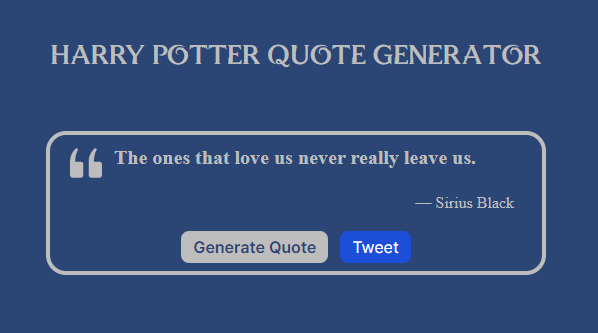 HARRY POTTER QUOTE GENERATOR
The ones that love us never really leave us.
— Sirius Black
Generate Quote Tweet